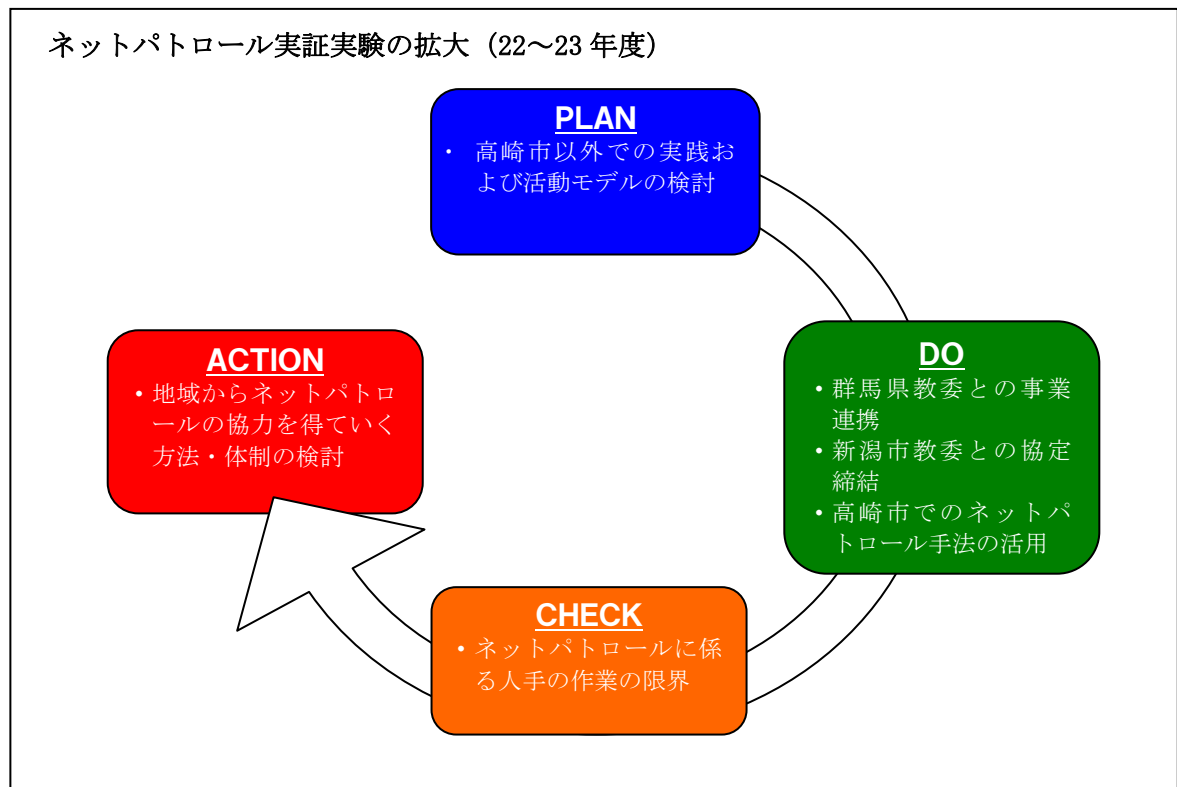 ネットパトロール実証実験の拡大（22～23 年度）
PLAN
・ 高崎市以外での実践お
よび活動モデルの検討
DO
・群馬県教委との事業
連携
・新潟市教委との協定
締結
・高崎市でのネットパ
トロール手法の活用
CHECK
・ネットパトロールに係
る人手の作業の限界
ACTION
・地域からネットパトロ
ールの協力を得ていく
方法・体制の検討